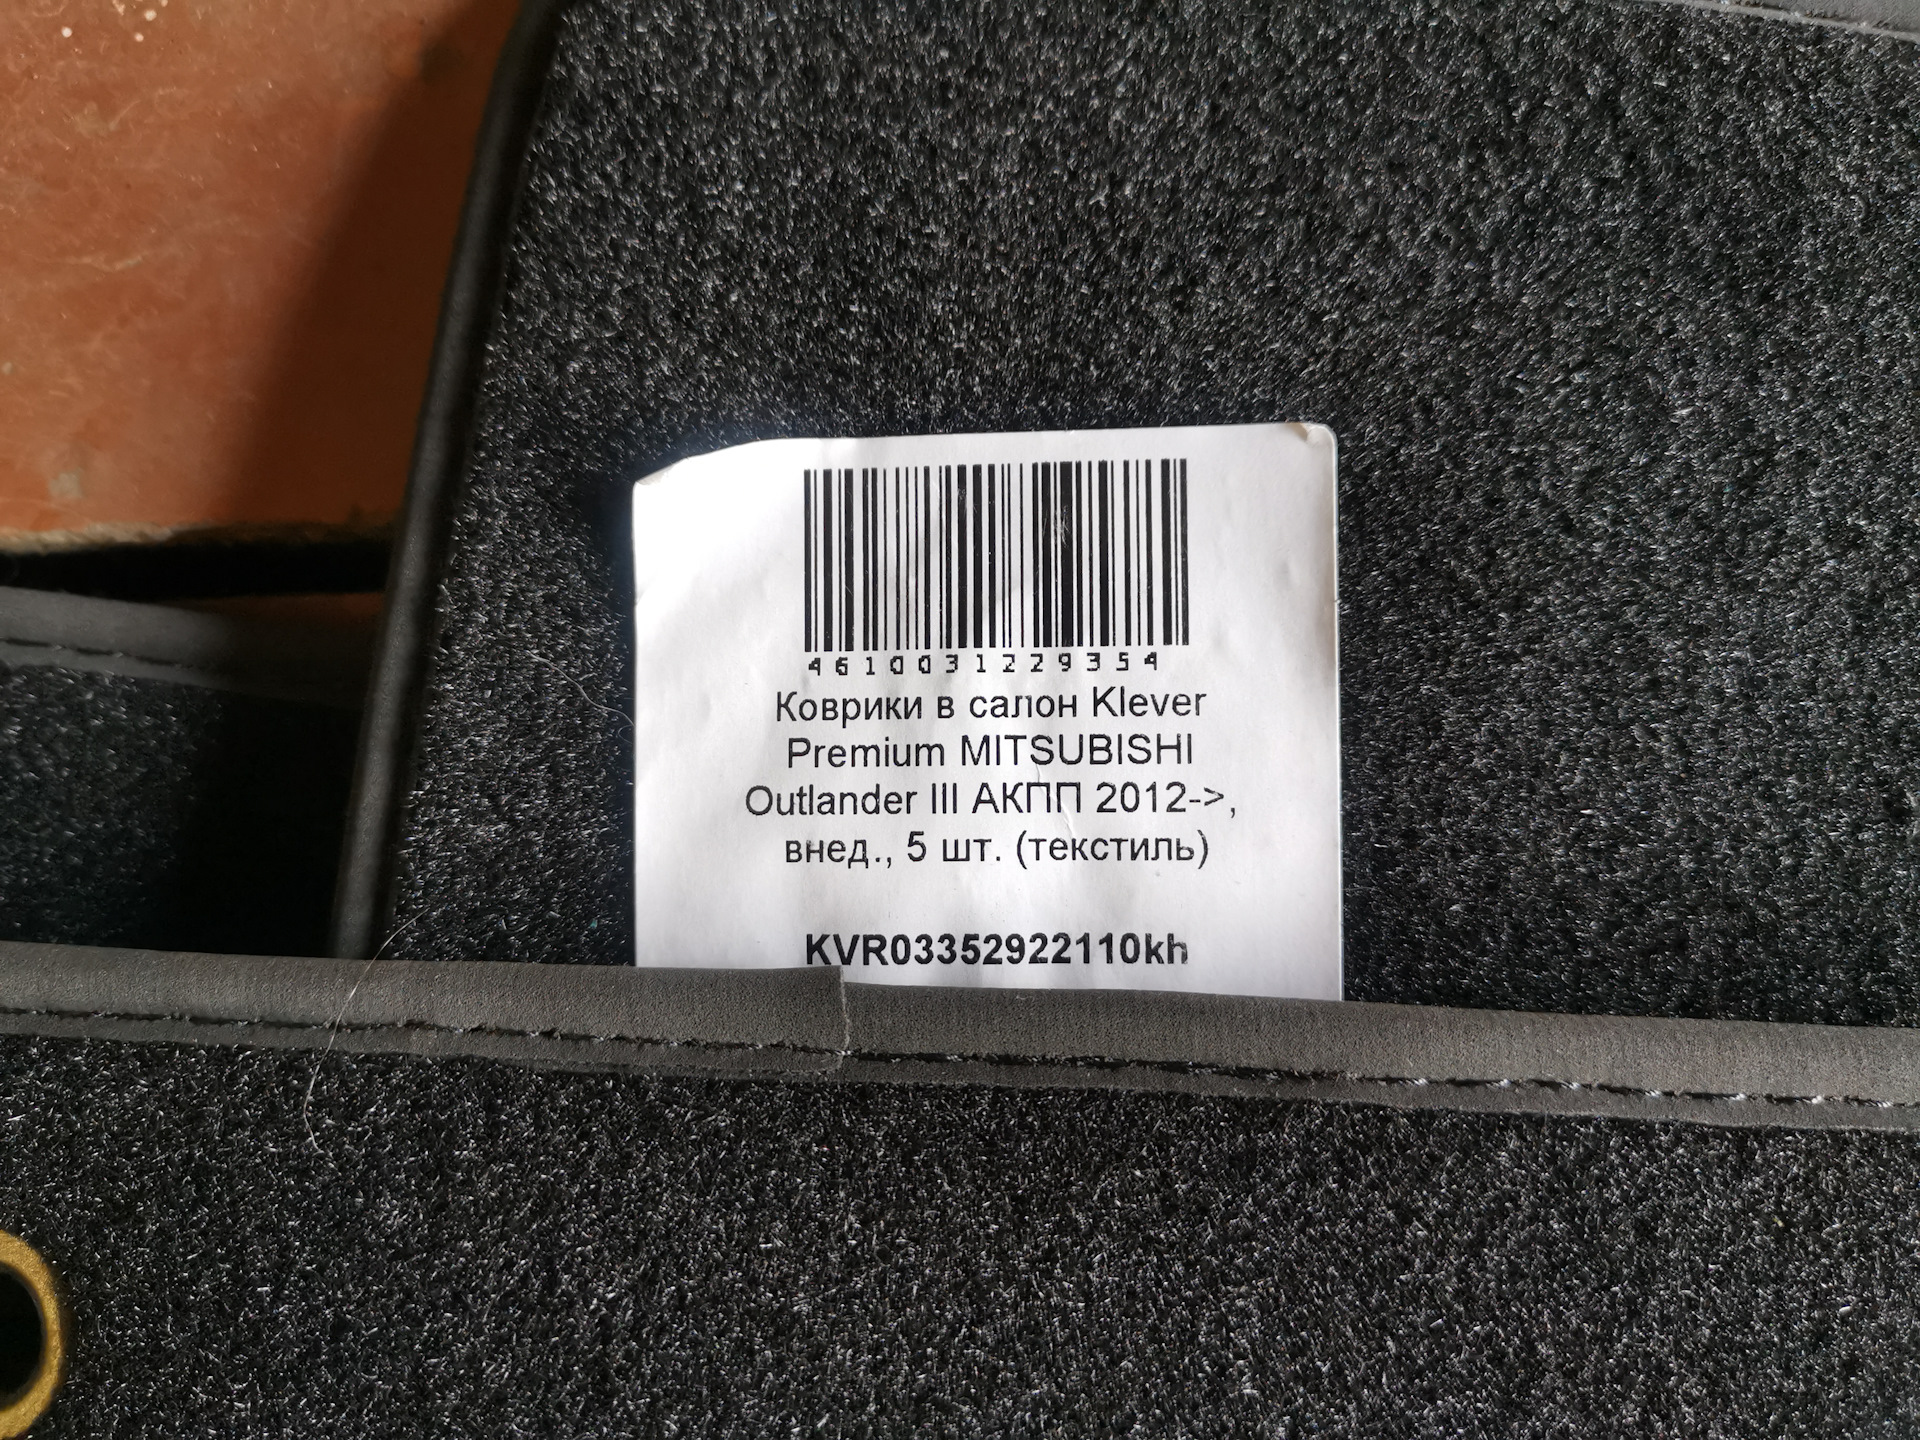 4610031229354
Коврики в салон Klever
Premium MITSUBISHI
Outlander III АКПП 2012->,
внед., 5 шт. (текстиль)
KVR03352922110kh